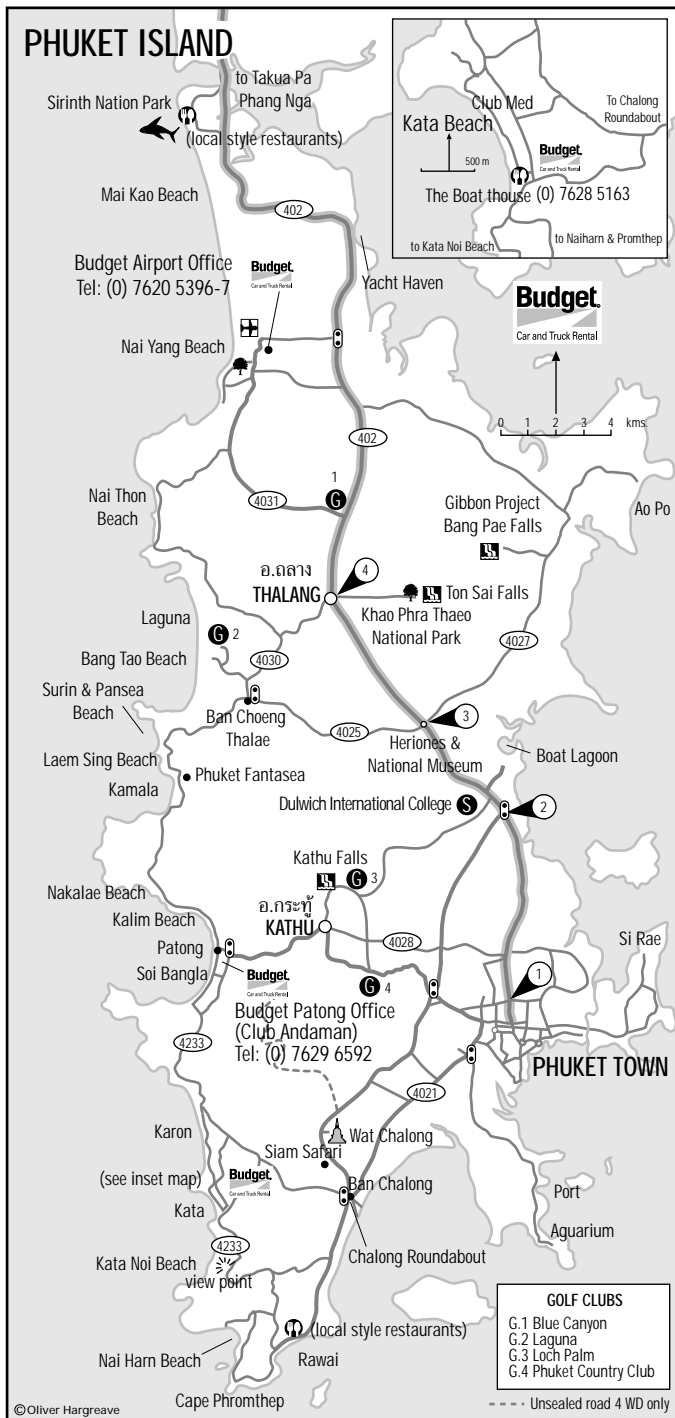 PHUKET ISLAND
to Takua Pa
Phang Nga
Sirinth Nation Park
(local style restaurants)
Mai Kao Beach
402
Budget Airport Office
Tel: (0) 7620 5396-7
Budget
Car and Truck Rental
Yacht Haven
Club Med
To Chalong
Roundabout
Kata Beach
500 m
Budget
Car and Truck Rental
The Boat thouse (0) 7628 5163
to Kata Noi Beach
to Naiharn & Promthep
Budget
Car and Truck Rental
0 1 2 3 4 kms.
Nai Yang Beach
402
1
G
4031
Nai Thon
Beach
Gibbon Project
Bang Pae Falls
Ao Po
อ.ถลาง
THALANG
4
Ton Sai Falls
Khao Phra Thaeo
National Park
Laguna
G 2
Bang Tao Beach
4030
4027
Surin & Pansea
Beach
Ban Choeng
Thalae
4025
3
Heriones &
National Museum
Boat Lagoon
Laem Sing Beach
Kamala
Phuket Fantasea
Dulwich International College
S
2
Kathu Falls
G 3
Nakalae Beach
อ.กระทู้
KATHU
Kalim Beach
Patong
Soi Bangla
4028
Si Rae
Budget
Car and Truck Rental
G 4
1
Budget Patong Office
(Club Andaman)
Tel: (0) 7629 6592
4233
PHUKET TOWN
4021
Karon
Wat Chalong
Siam Safari
(see inset map)
Budget
Car and Truck Rental
Ban Chalong
Kata
Port
Aquarium
4233
Chalong Roundabout
Kata Noi Beach
view point
(local style restaurants)
Nai Harn Beach
Rawai
Cape Phromthep
GOLF CLUBS
G.1 Blue Canyon
G.2 Laguna
G.3 Loch Palm
G.4 Phuket Country Club
Unsealed road 4 WD only
©Oliver Hargreave